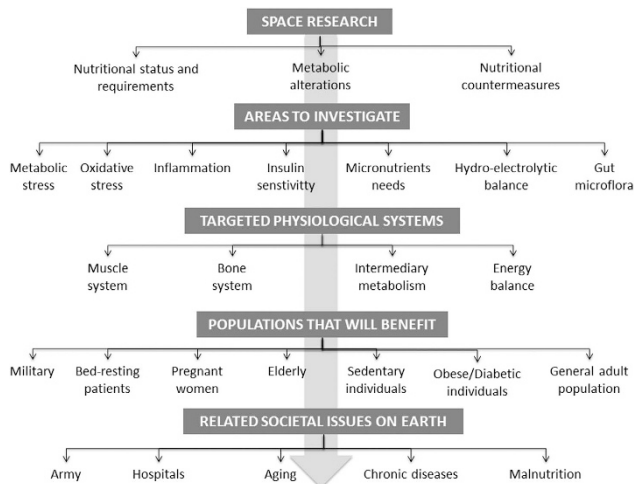 SPACE RESEARCH
Nutritional status and
requirements
Metabolic
alterations
Nutritional
countermeasures
AREAS TO INVESTIGATE
Metabolic
stress
Oxidative
stress
Inflammation
Insulin
senstivitty
Micronutrients
needs
Hydro-electrolytic
balance
Gut
microflora
TARGETED PHYSIOLOGICAL SYSTEMS
Muscle
system
Bone
system
Intermediary
metabolism
Energy
balance
POPULATIONS THAT WILL BENEFIT
Military
Bed-resting
patients
Pregnant
women
Elderly
Sedentary
individuals
Obese/Diabetic
individuals
General adult
population
RELATED SOCIETAL ISSUES ON EARTH
Army
Hospitals
Aging
Chronic diseases
Malnutrition